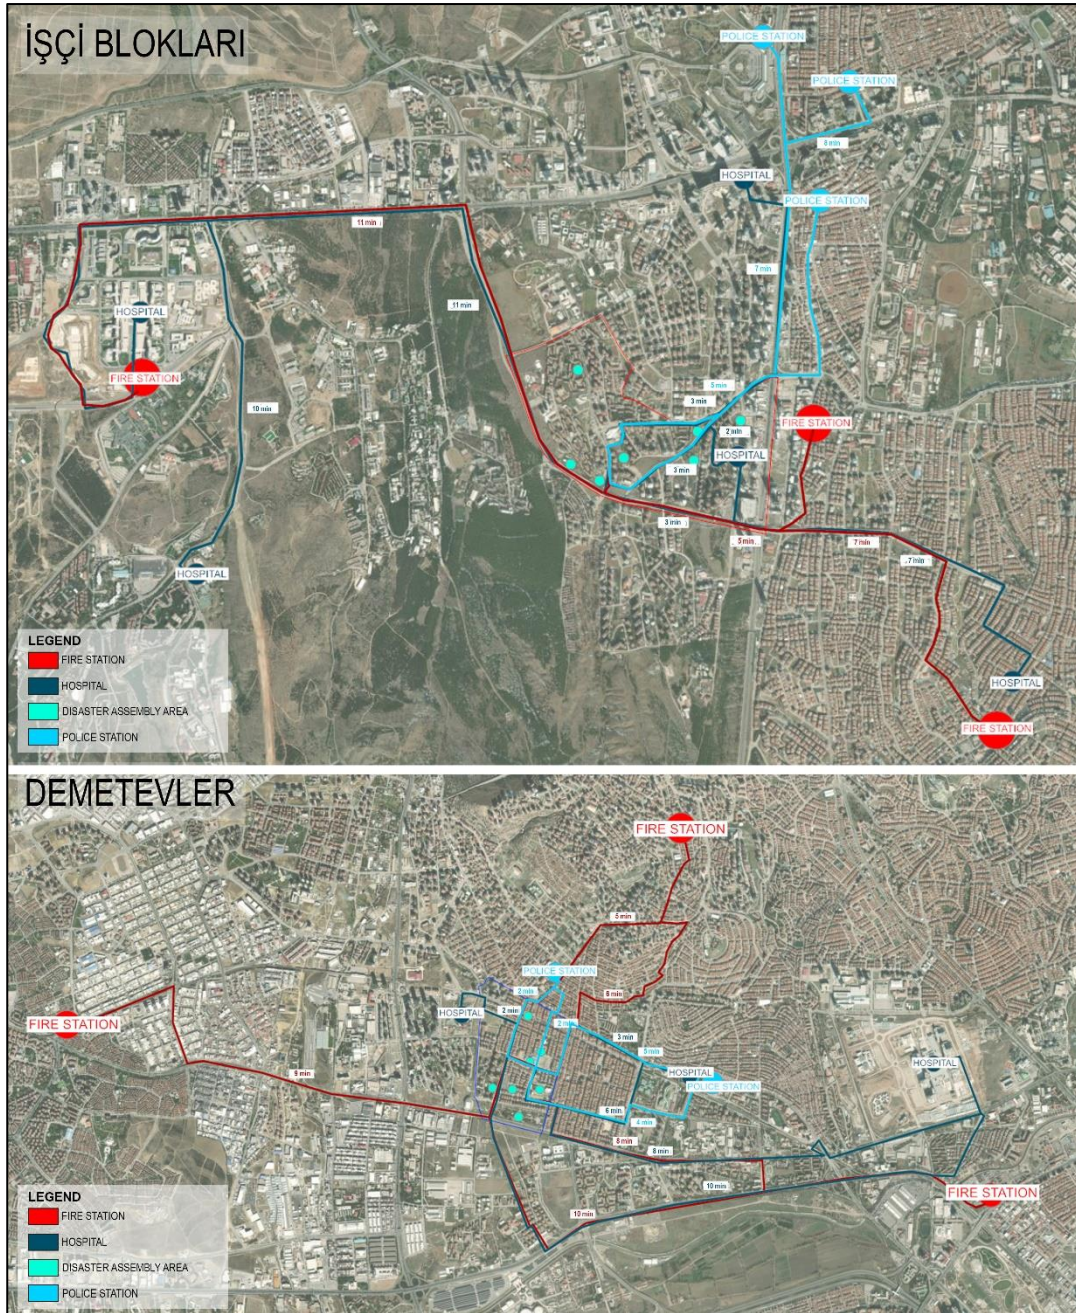 İŞÇİ BLOKLARI
POLICE STATION
POLICE STATION
8 min
HOSPITAL
POLICE STATION
11 min
7 min
11 min
HOSPITAL
FIRE STATION
5 min
3 min
10 min
2 min
FIRE STATION
HOSPITAL
3 min
3 min
5 min
7 min
7 min
HOSPITAL
HOSPITAL
FIRE STATION
LEGEND
FIRE STATION
HOSPITAL
DISASTER ASSEMBLY AREA
POLICE STATION
DEMETEVLER
FIRE STATION
5 min
POLICE STATION
2 min
6 min
HOSPITAL
2 min
2 min
FIRE STATION
3 min
5 min
HOSPITAL
HOSPITAL
POLICE STATION
9 min
6 min
4 min
8 min
8 min
10 min
FIRE STATION
10 min
LEGEND
FIRE STATION
HOSPITAL
DISASTER ASSEMBLY AREA
POLICE STATION